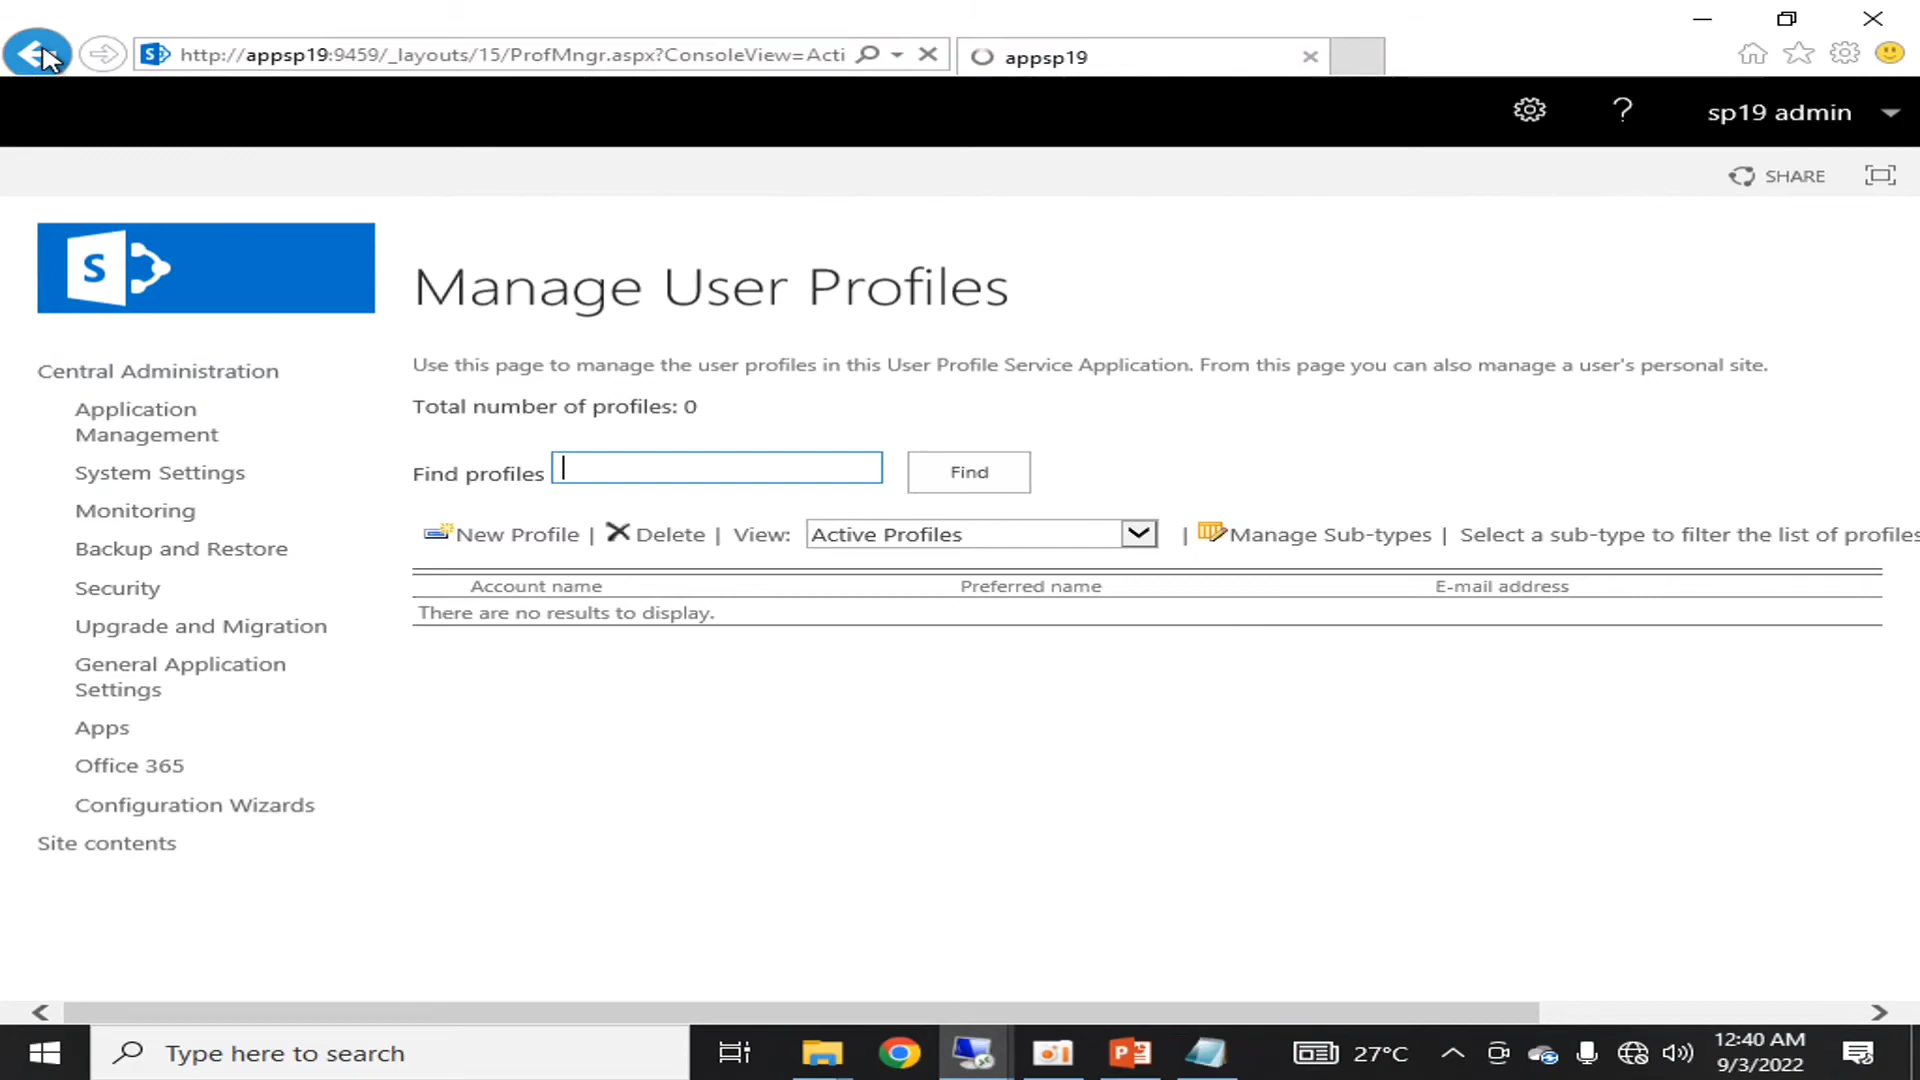 http://appsp19:9459/_layouts/15/ProfMngr.aspx?ConsoleView=Acti
appsp19
sp19 admin
SHARE
S
Manage User Profiles
Central Administration
Application Management
System Settings
Monitoring
Backup and Restore
Security
Upgrade and Migration
General Application Settings
Apps
Office 365
Configuration Wizards
Site contents
Use this page to manage the user profiles in this User Profile Service Application. From this page you can also manage a user's personal site.
Total number of profiles: 0
Find profiles Find
New Profile | Delete | View: Active Profiles | Manage Sub-types | Select a sub-type to filter the list of profiles
Account name Preferred name E-mail address
There are no results to display.
Type here to search
27°C
12:40 AM
9/3/2022